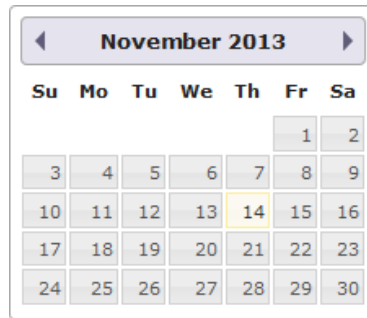 November 2013
Su Mo Tu We Th Fr Sa
1 2
3 4 5 6 7 8 9
10 11 12 13 14 15 16
17 18 19 20 21 22 23
24 25 26 27 28 29 30